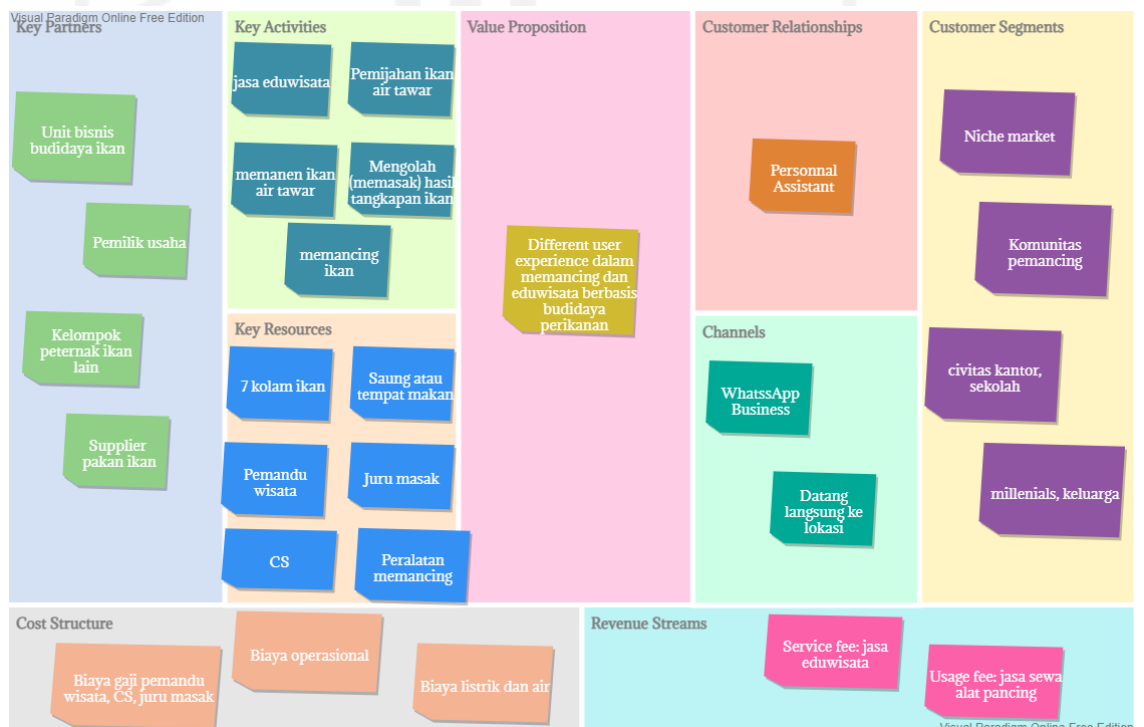 Visual Paradigm Online Free Edition
Key Partners
Unit bisnis
budidaya ikan
Pemilik usaha
Kelompok
peternak ikan
lain
Supplier
pakan ikan
Key Activities
jasa eduwisata
Pemijahan ikan
air tawar
memanen ikan
air tawar
Mengolah
(memasak) hasil
tangkapan ikan
memancing
ikan
Key Resources
7 kolam ikan
Saung atau
tempat makan
Pemandu
wisata
Juru masak
CS
Peralatan
memancing
Value Proposition
Different user
experience dalam
memancing dan
eduwisata berbasis
budidaya
perikanan
Customer Relationships
Personnal
Assistant
Channels
WhatssApp
Business
Datang
langsung ke
lokasi
Customer Segments
Niche market
Komunitas
pemancing
civitas kantor,
sekolah
millenials, keluarga
Cost Structure
Biaya gaji pemandu
wisata, CS, juru masak
Biaya operasional
Biaya listrik dan air
Revenue Streams
Service fee: jasa
eduwisata
Usage fee: jasa sewa
alat pancing
Visual Paradigm Online Free Edition